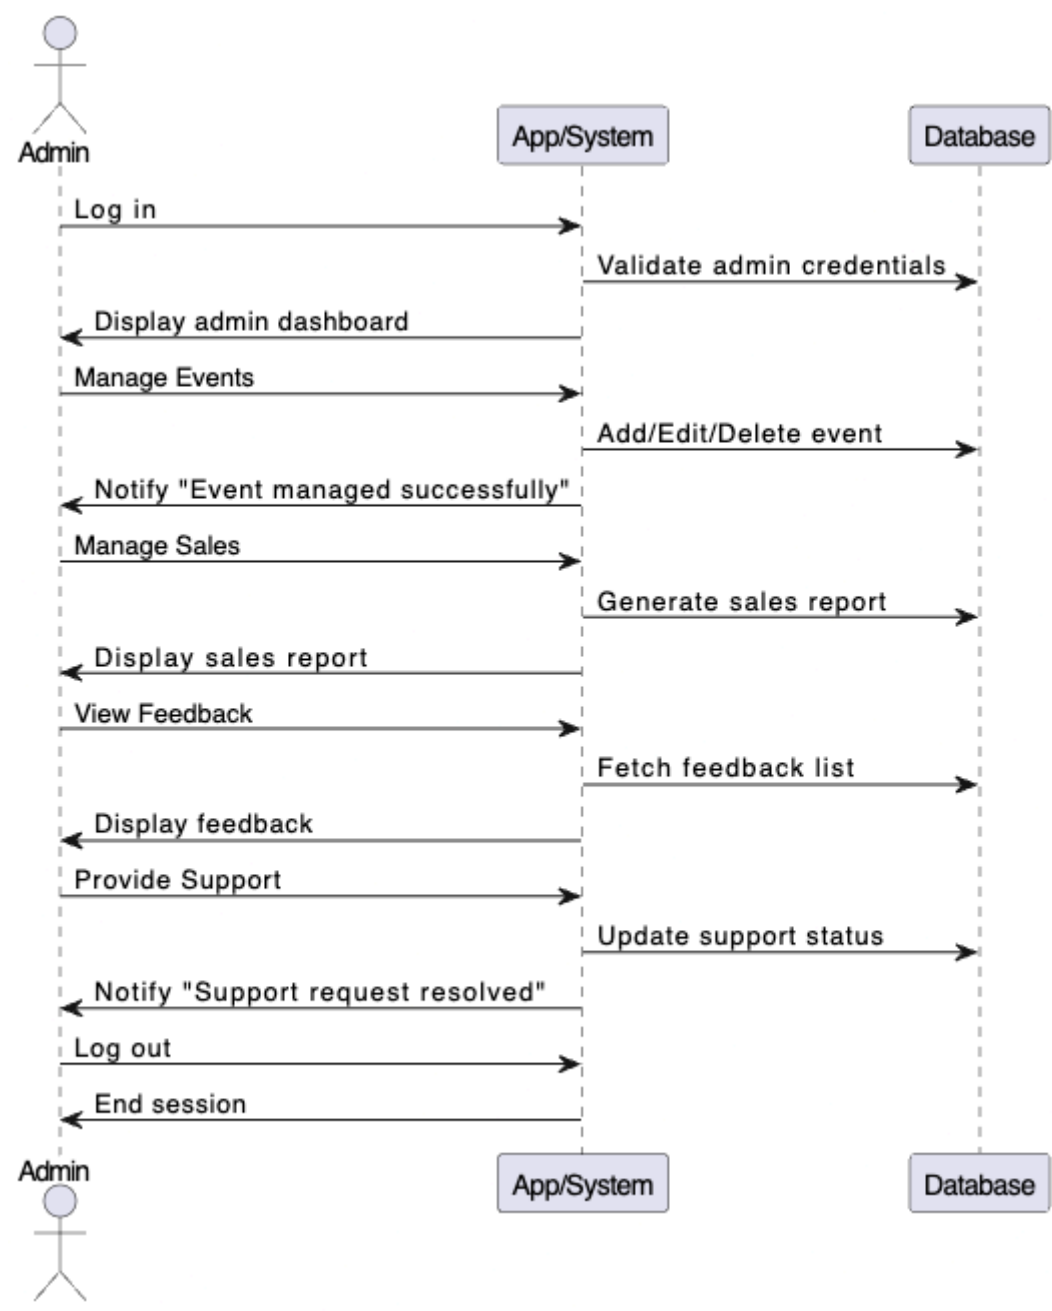 Admin
App/System
Database
Log in
Validate admin credentials
Display admin dashboard
Manage Events
Add/Edit/Delete event
Notify "Event managed successfully"
Manage Sales
Generate sales report
Display sales report
View Feedback
Fetch feedback list
Display feedback
Provide Support
Update support status
Notify "Support request resolved"
Log out
End session
Admin
App/System
Database